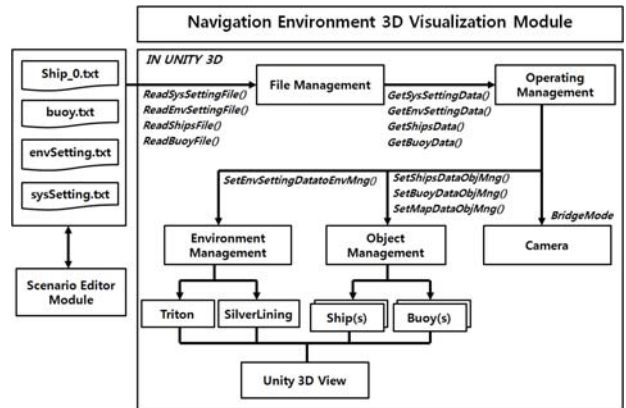 Navigation Environment 3D Visualization Module
IN UNITY 3D
Ship_0.txt
buoy.txt
envSetting.txt
sysSetting.txt
Scenario Editor
Module
ReadSysSettingFile()
ReadEnvSettingFile()
ReadShipsFile()
ReadBuoyFile()
File Management
GetSysSettingData()
GetEnvSettingData()
GetShipsData()
GetBuoyData()
Operating
Management
SetEnvSettingDatatoEnvMng()
SetShipsDataObjMng()
SetBuoyDataObjMng()
SetMapDataObjMng()
BridgeMode
Environment
Management
Object
Management
Camera
Triton
SilverLining
Ship(s)
Buoy(s)
Unity 3D View